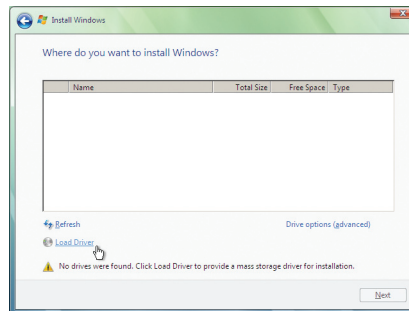 Install Windows
Where do you want to install Windows?
Name Total Size Free Space Type
Refresh Drive options (advanced)
Load Driver
No drives were found. Click Load Driver to provide a mass storage driver for installation.
Next